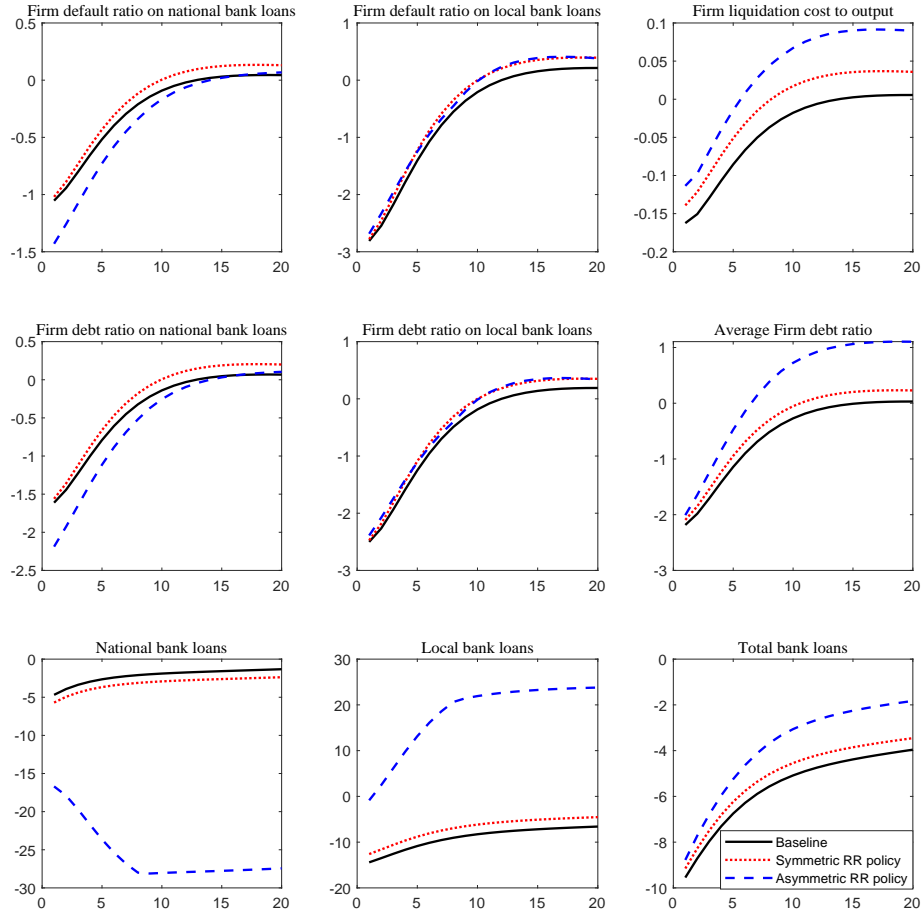 Firm default ratio on national bank loans
0.5
0
-0.5
-1
-1.5
0 5 10 15 20
Firm default ratio on local bank loans
1
0
-1
-2
-3
0 5 10 15 20
Firm liquidation cost to output
0.1
0.05
0
-0.05
-0.1
-0.15
-0.2
0 5 10 15 20
Firm debt ratio on national bank loans
0.5
0
-0.5
-1
-1.5
-2
-2.5
0 5 10 15 20
Firm debt ratio on local bank loans
1
0
-1
-2
-3
0 5 10 15 20
Average Firm debt ratio
1
0
-1
-2
-3
0 5 10 15 20
National bank loans
0
-5
-10
-15
-20
-25
-30
0 5 10 15 20
Local bank loans
30
20
10
0
-10
-20
0 5 10 15 20
Total bank loans
0
-2
-4
-6
-8
-10
0 5 10 15 20
Baseline
Symmetric RR policy
Asymmetric RR policy